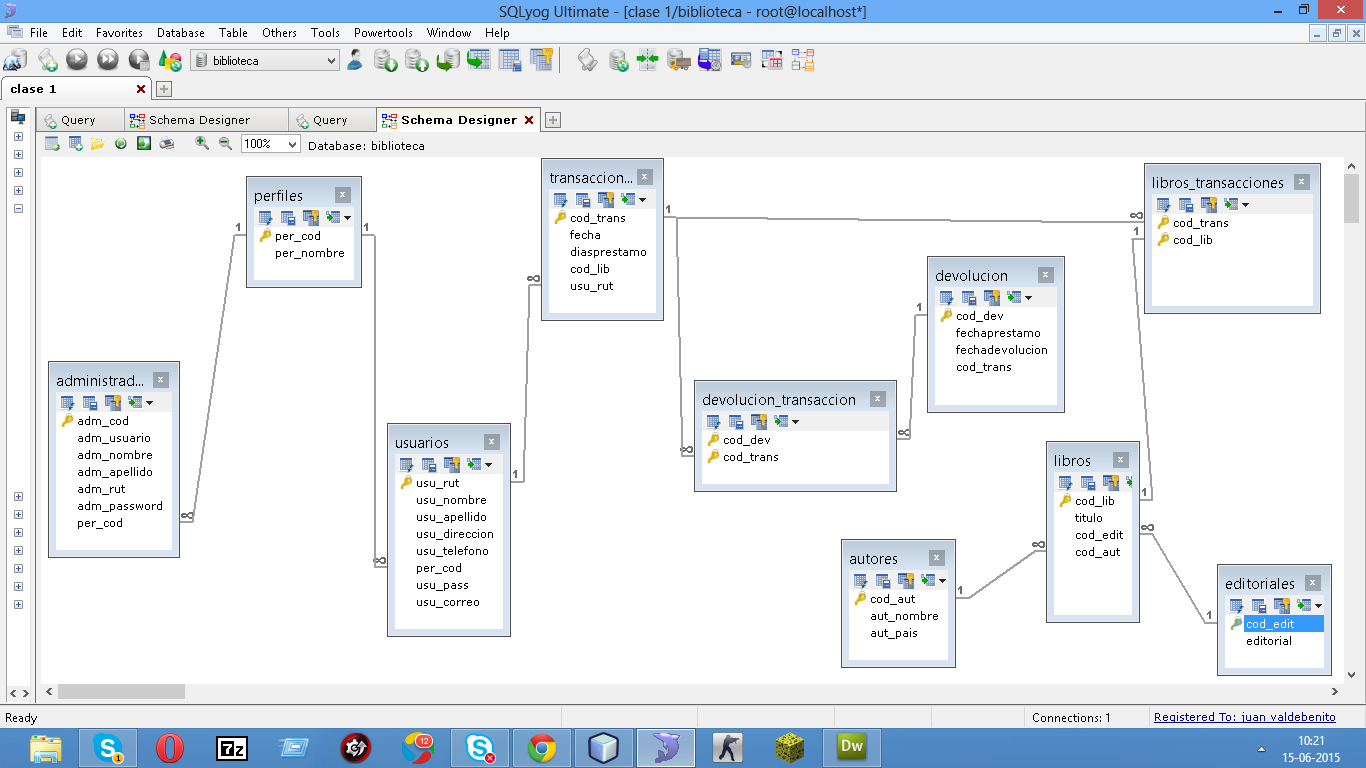 SQLyog Ultimate - [clase 1/biblioteca - root@localhost*]
File Edit Favorites Database Table Others Tools Powertools Window Help
biblioteca
clase 1
Query Schema Designer Query Schema Designer
100% Database: biblioteca
perfiles
per_cod
per_nombre
1
1
transaccion...
cod_trans
fecha
diasprestamo
cod_lib
usu_rut
1
∞
libros_transacciones
cod_trans
cod_lib
∞
1
devolucion
cod_dev
fechaprestamo
fechadevolucion
cod_trans
1
administrad...
adm_cod
adm_usuario
adm_nombre
adm_apellido
adm_rut
adm_password
per_cod
∞
usuarios
usu_rut
usu_nombre
usu_apellido
usu_direccion
usu_telefono
per_cod
usu_pass
usu_correo
1
∞
devolucion_transaccion
cod_dev
cod_trans
∞
∞
libros
cod_lib
titulo
cod_edit
cod_aut
1
∞
∞
autores
cod_aut
aut_nombre
aut_pais
1
editoriales
cod_edit
editorial
1
Ready
Connections: 1
Registered To: juan valdebenito
1
7z
12
Dw
10:21
15-06-2015